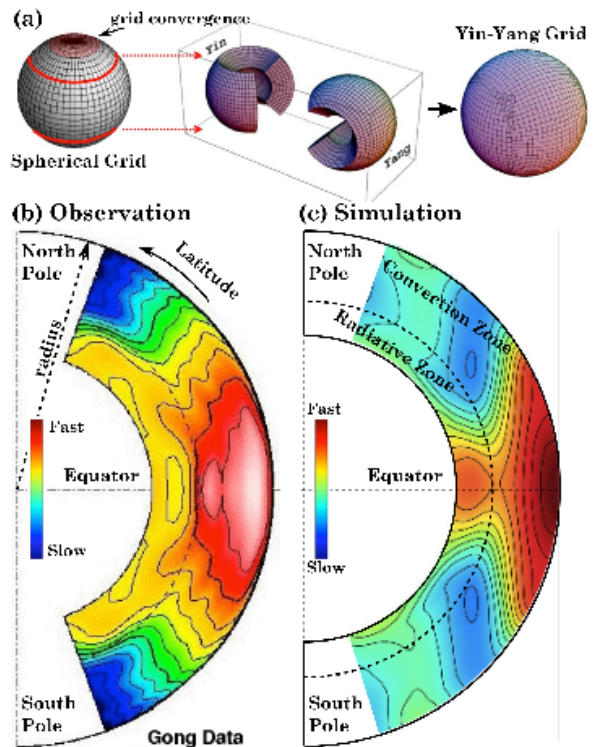 (a)
grid convergence
Yin
Yin-Yang Grid
Spherical Grid
Yang
(b) Observation
(c) Simulation
North
Pole
Latitude
radius
Fast
Equator
Slow
South
Pole
Gong Data
North
Pole
Convection Zone
Radiative Zone
Fast
Equator
Slow
South
Pole